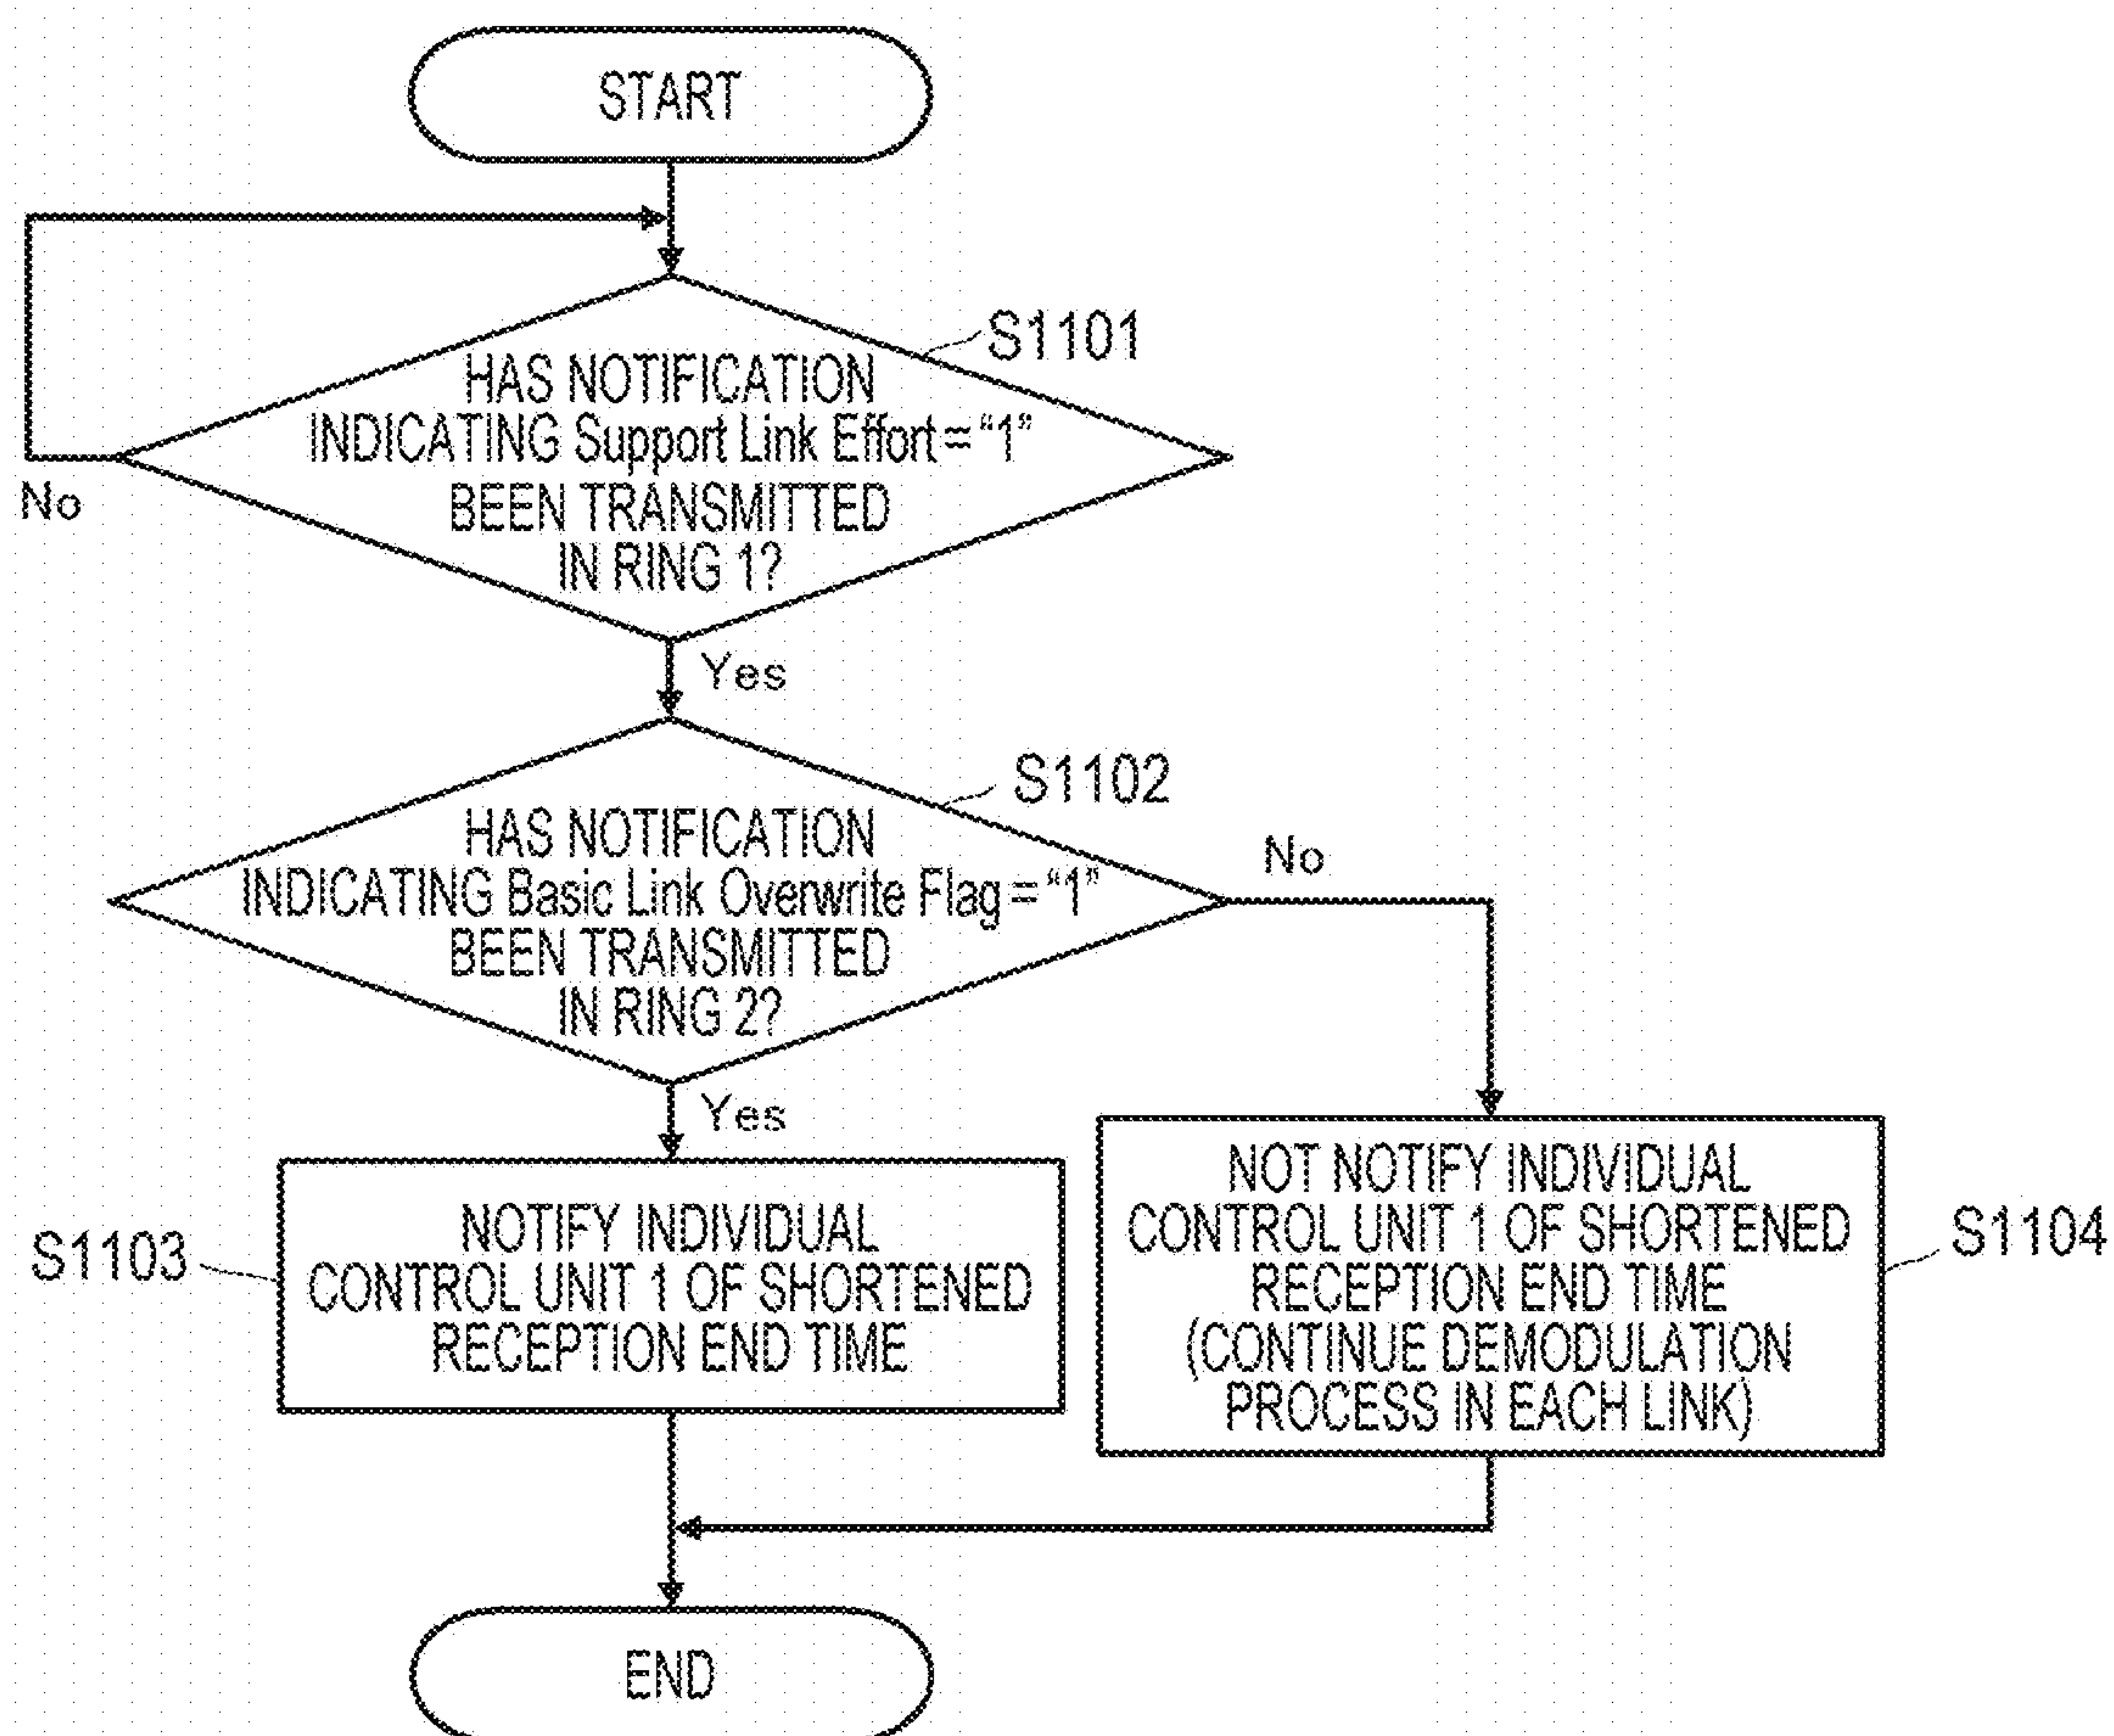 START
S1101
HAS NOTIFICATION
INDICATING Support Link Effort = “1”
BEEN TRANSMITTED
IN RING 1?
No
Yes
S1102
HAS NOTIFICATION
INDICATING Basic Link Overwrite Flag = “1”
BEEN TRANSMITTED
IN RING 2?
No
Yes
S1103
NOTIFY INDIVIDUAL
CONTROL UNIT 1 OF SHORTENED
RECEPTION END TIME
NOT NOTIFY INDIVIDUAL
CONTROL UNIT 1 OF SHORTENED
RECEPTION END TIME
(CONTINUE DEMODULATION
PROCESS IN EACH LINK)
S1104
END